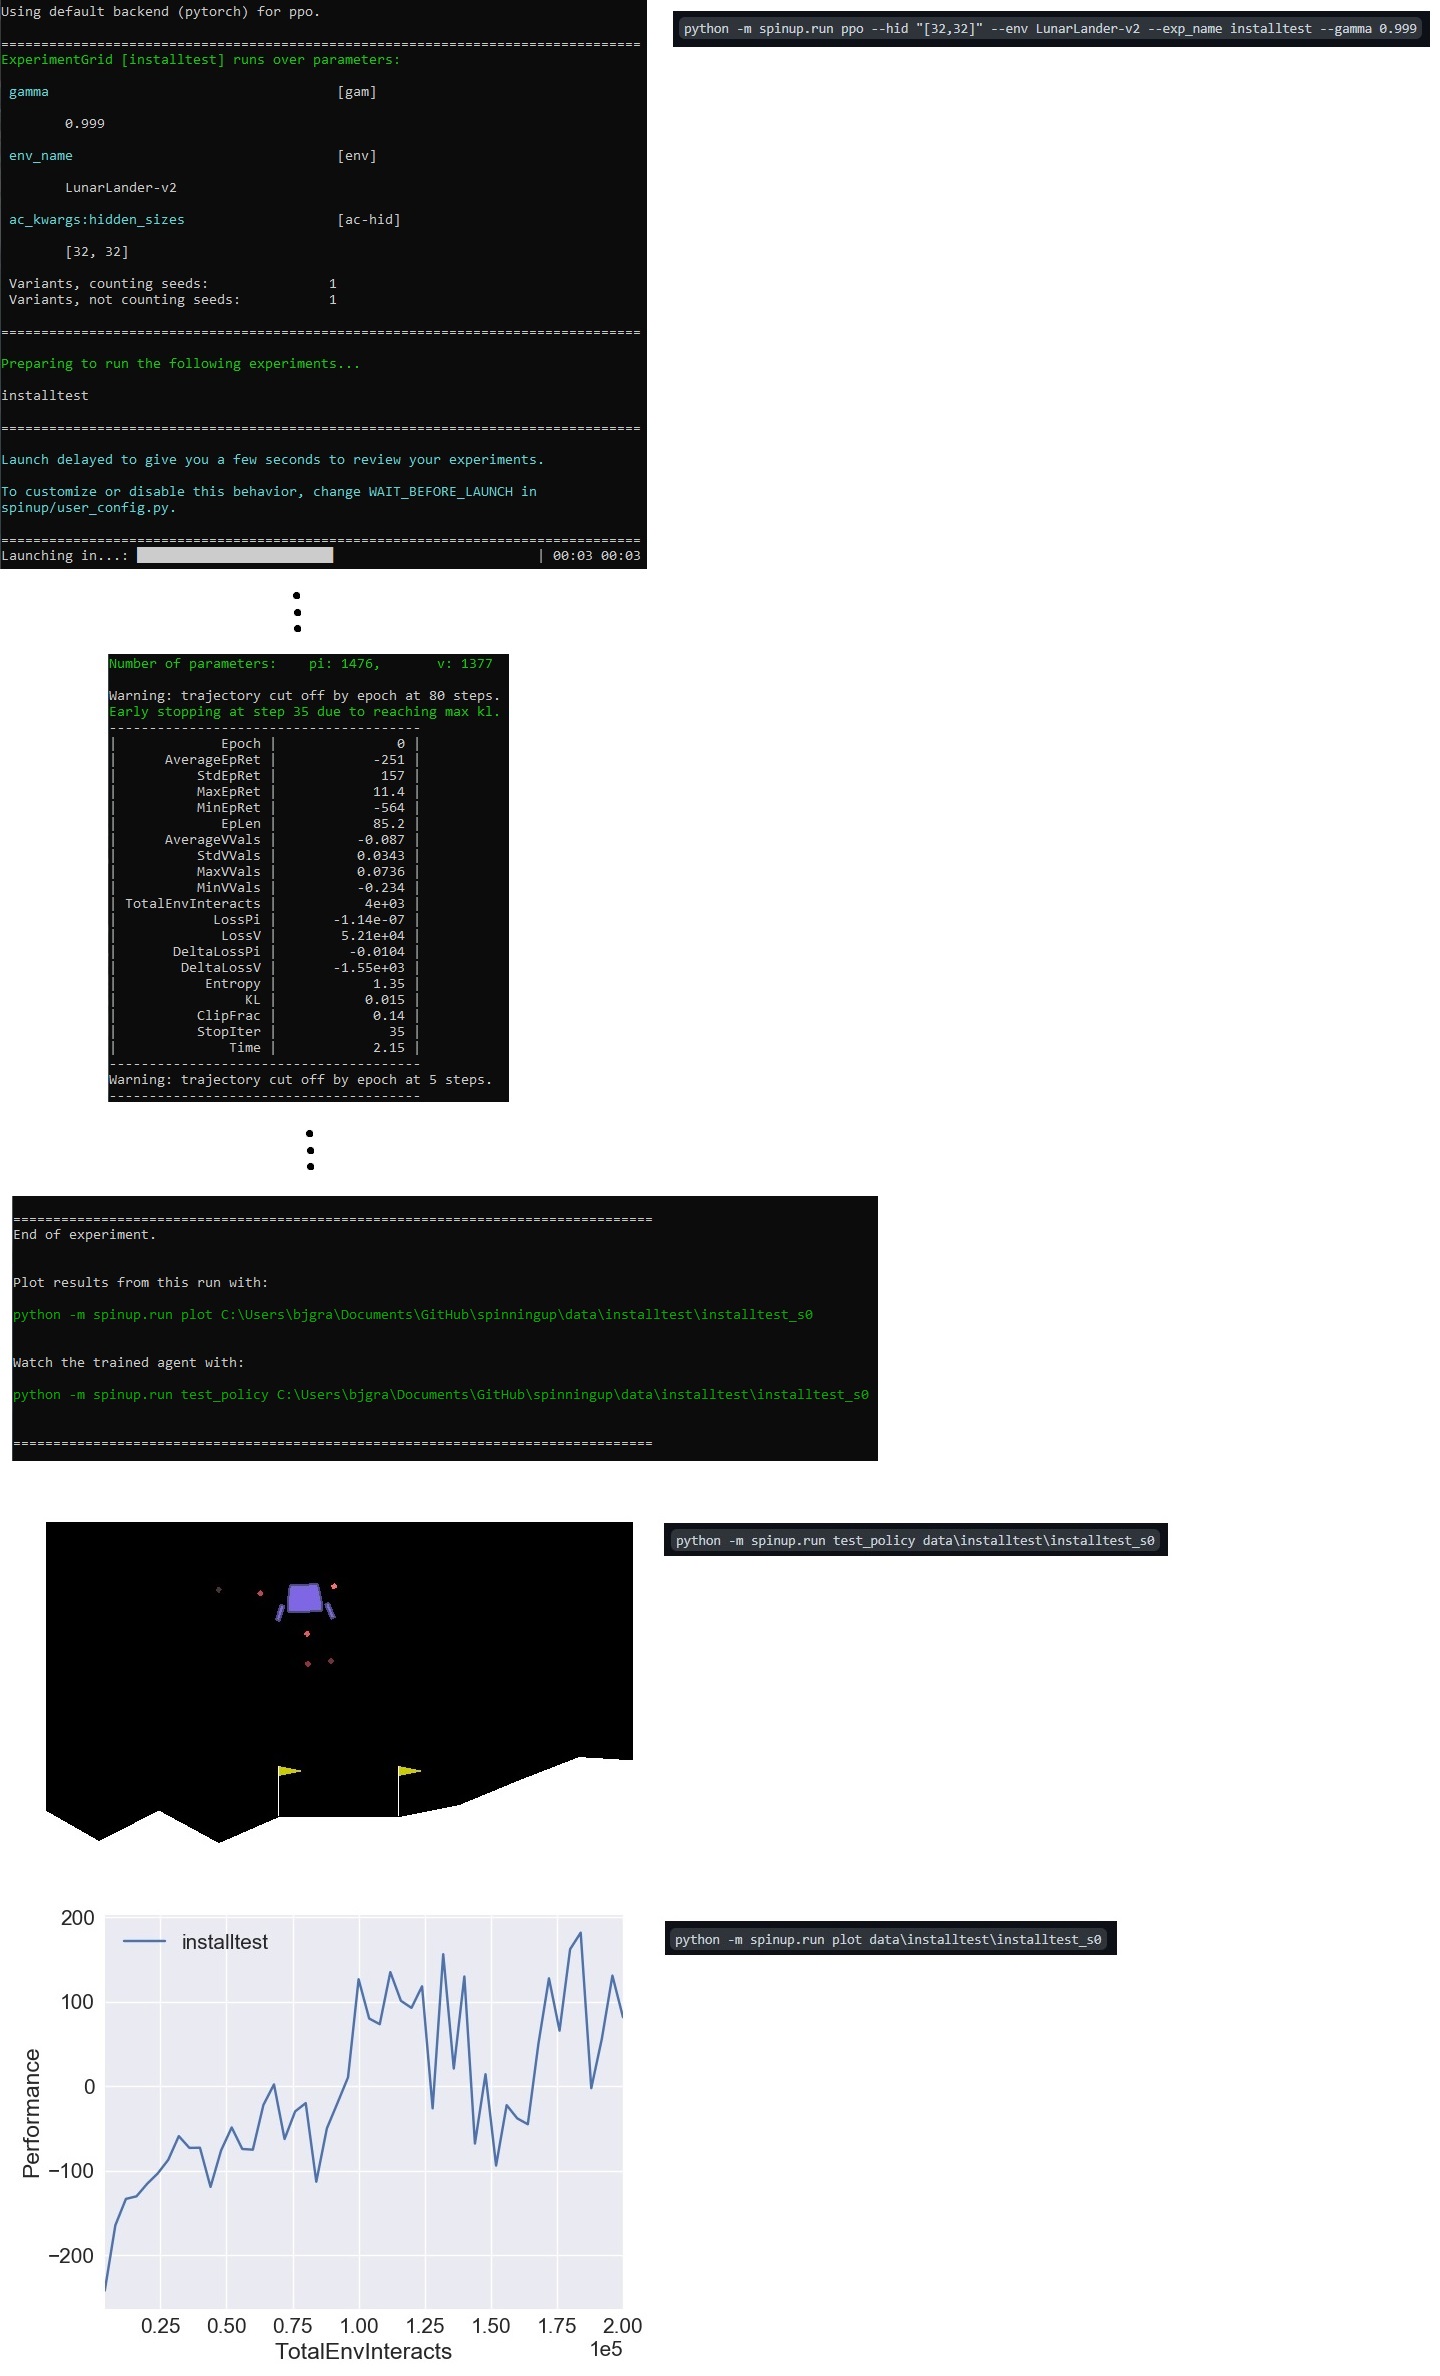 Using default backend (pytorch) for ppo.
python -m spinup.run ppo --hid "[32,32]" --env LunarLander-v2 --exp_name installtest --gamma 0.999
================================================================================
ExperimentGrid [installtest] runs over parameters:
gamma [gam]
0.999
env_name [env]
LunarLander-v2
ac_kwargs:hidden_sizes [ac-hid]
[32, 32]
Variants, counting seeds: 1
Variants, not counting seeds: 1
================================================================================
Preparing to run the following experiments...
installtest
================================================================================
Launch delayed to give you a few seconds to review your experiments.
To customize or disable this behavior, change WAIT_BEFORE_LAUNCH in
spinup/user_config.py.
================================================================================
Launching in...: | 00:03 00:03
Number of parameters: pi: 1476, v: 1377
Warning: trajectory cut off by epoch at 80 steps.
Early stopping at step 35 due to reaching max kl.
---------------------------------------
| Epoch | 0 |
| AverageEpRet | -251 |
| StdEpRet | 157 |
| MaxEpRet | 11.4 |
| MinEpRet | -564 |
| EpLen | 85.2 |
| AverageVVals | -0.087 |
| StdVVals | 0.0343 |
| MaxVVals | 0.0736 |
| MinVVals | -0.234 |
| TotalEnvInteracts | 4e+03 |
| LossPi | -1.14e-07 |
| LossV | 5.21e+04 |
| DeltaLossPi | -0.0104 |
| DeltaLossV | -1.55e+03 |
| Entropy | 1.35 |
| KL | 0.015 |
| ClipFrac | 0.14 |
| StopIter | 35 |
| Time | 2.15 |
---------------------------------------
Warning: trajectory cut off by epoch at 5 steps.
---------------------------------------
================================================================================
End of experiment.
Plot results from this run with:
python -m spinup.run plot C:\Users\bjgra\Documents\GitHub\spinningup\data\installtest\installtest_s0
Watch the trained agent with:
python -m spinup.run test_policy C:\Users\bjgra\Documents\GitHub\spinningup\data\installtest\installtest_s0
================================================================================
python -m spinup.run test_policy data\installtest\installtest_s0
python -m spinup.run plot data\installtest\installtest_s0
installtest
200
100
0
−100
−200
Performance
0.25 0.50 0.75 1.00 1.25 1.50 1.75 2.00
1e5
TotalEnvInteracts